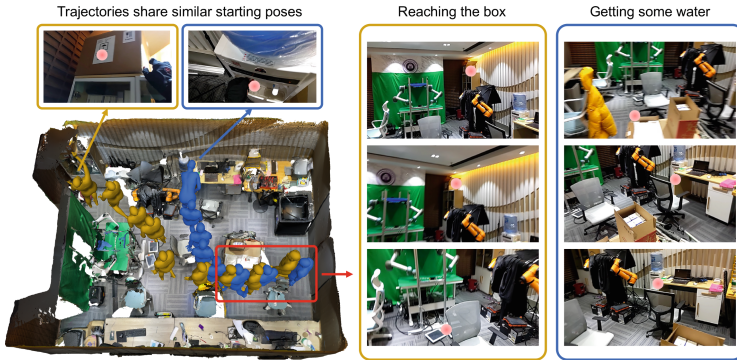 Trajectories share similar starting poses
Reaching the box
Getting some water